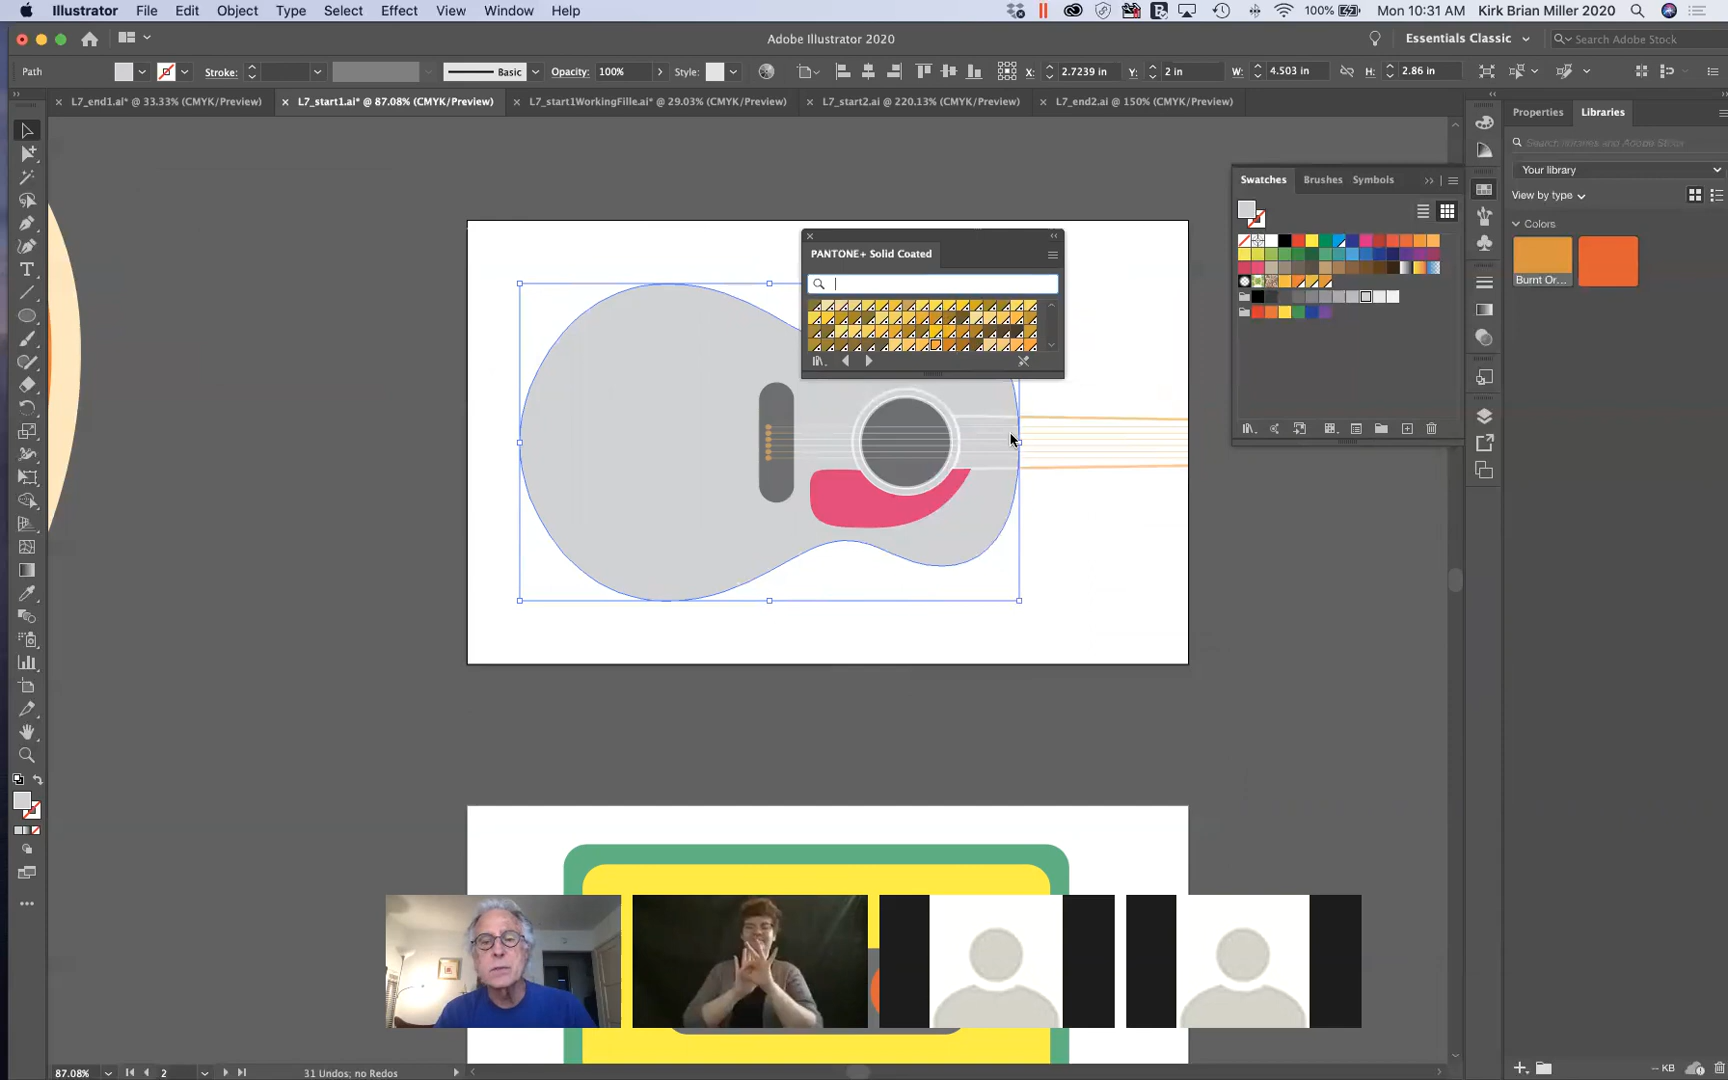 Illustrator File Edit Object Type Select Effect View Window Help 100% Mon 10:31 AM Kirk Brian Miller 2020
Adobe Illustrator 2020 Essentials Classic Search Adobe Stock
Path Stroke: Basic Opacity: 100% Style: X: 2.7239 in Y: 2 in W: 4.503 in H: 2.86 in
L7_end1.ai* @ 33.33% (CMYK/Preview) L7_start1.ai* @ 87.08% (CMYK/Preview) L7_start1WorkingFille.ai* @ 29.03% (CMYK/Preview) L7_start2.ai @ 220.13% (CMYK/Preview) L7_end2.ai @ 150% (CMYK/Preview)
Properties Libraries
Your library
View by type
Colors
Burnt Or...
Swatches Brushes Symbols
PANTONE+ Solid Coated
87.08% 2 31 Undos; no Redos -- KB